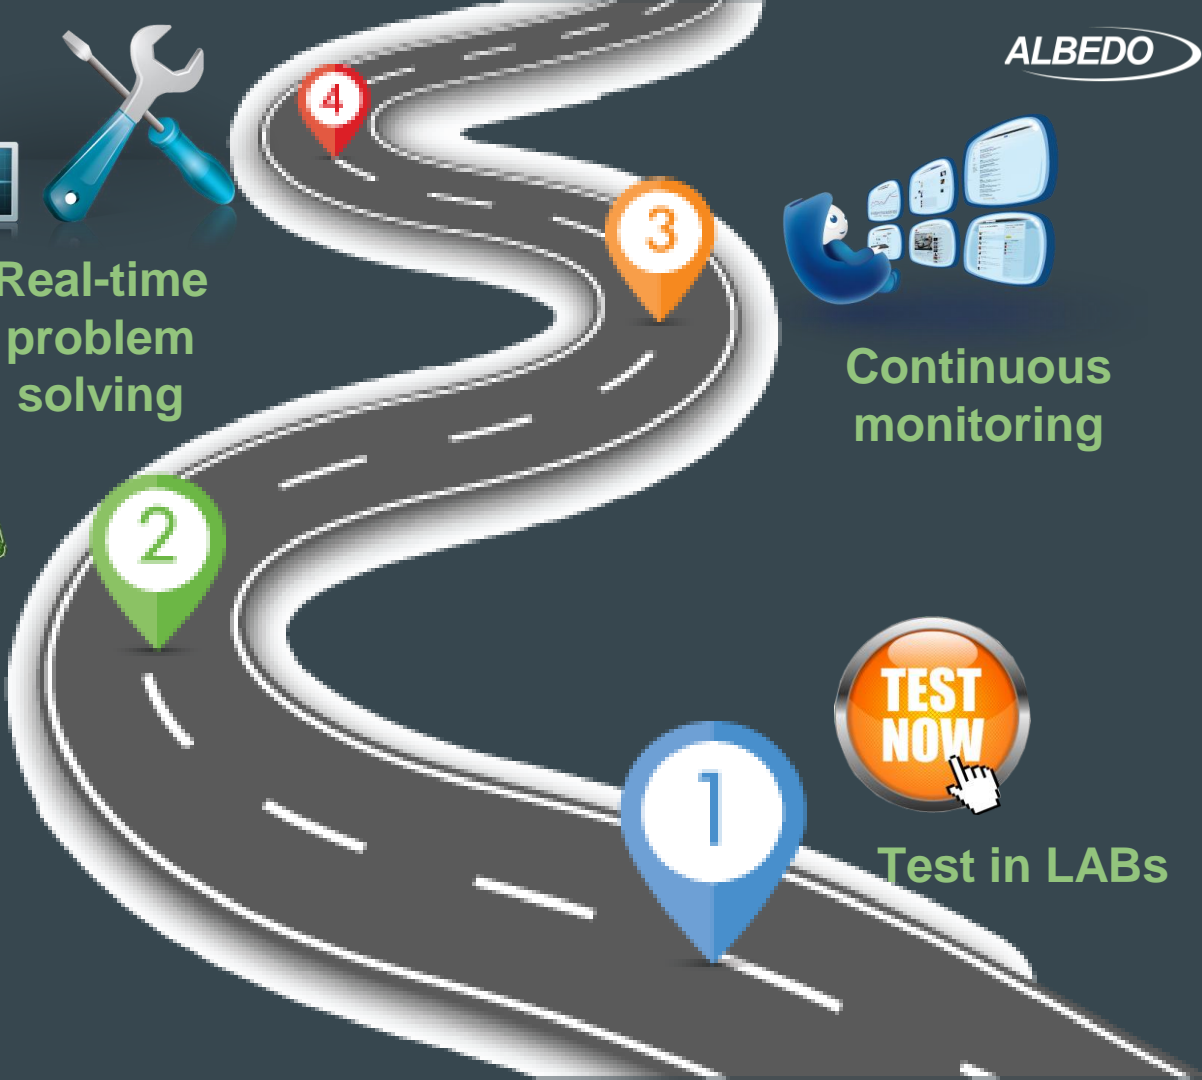 ALBEDO
4
3
Real-time
problem
solving
Continuous
monitoring
2
TEST
NOW
1
Test in LABs